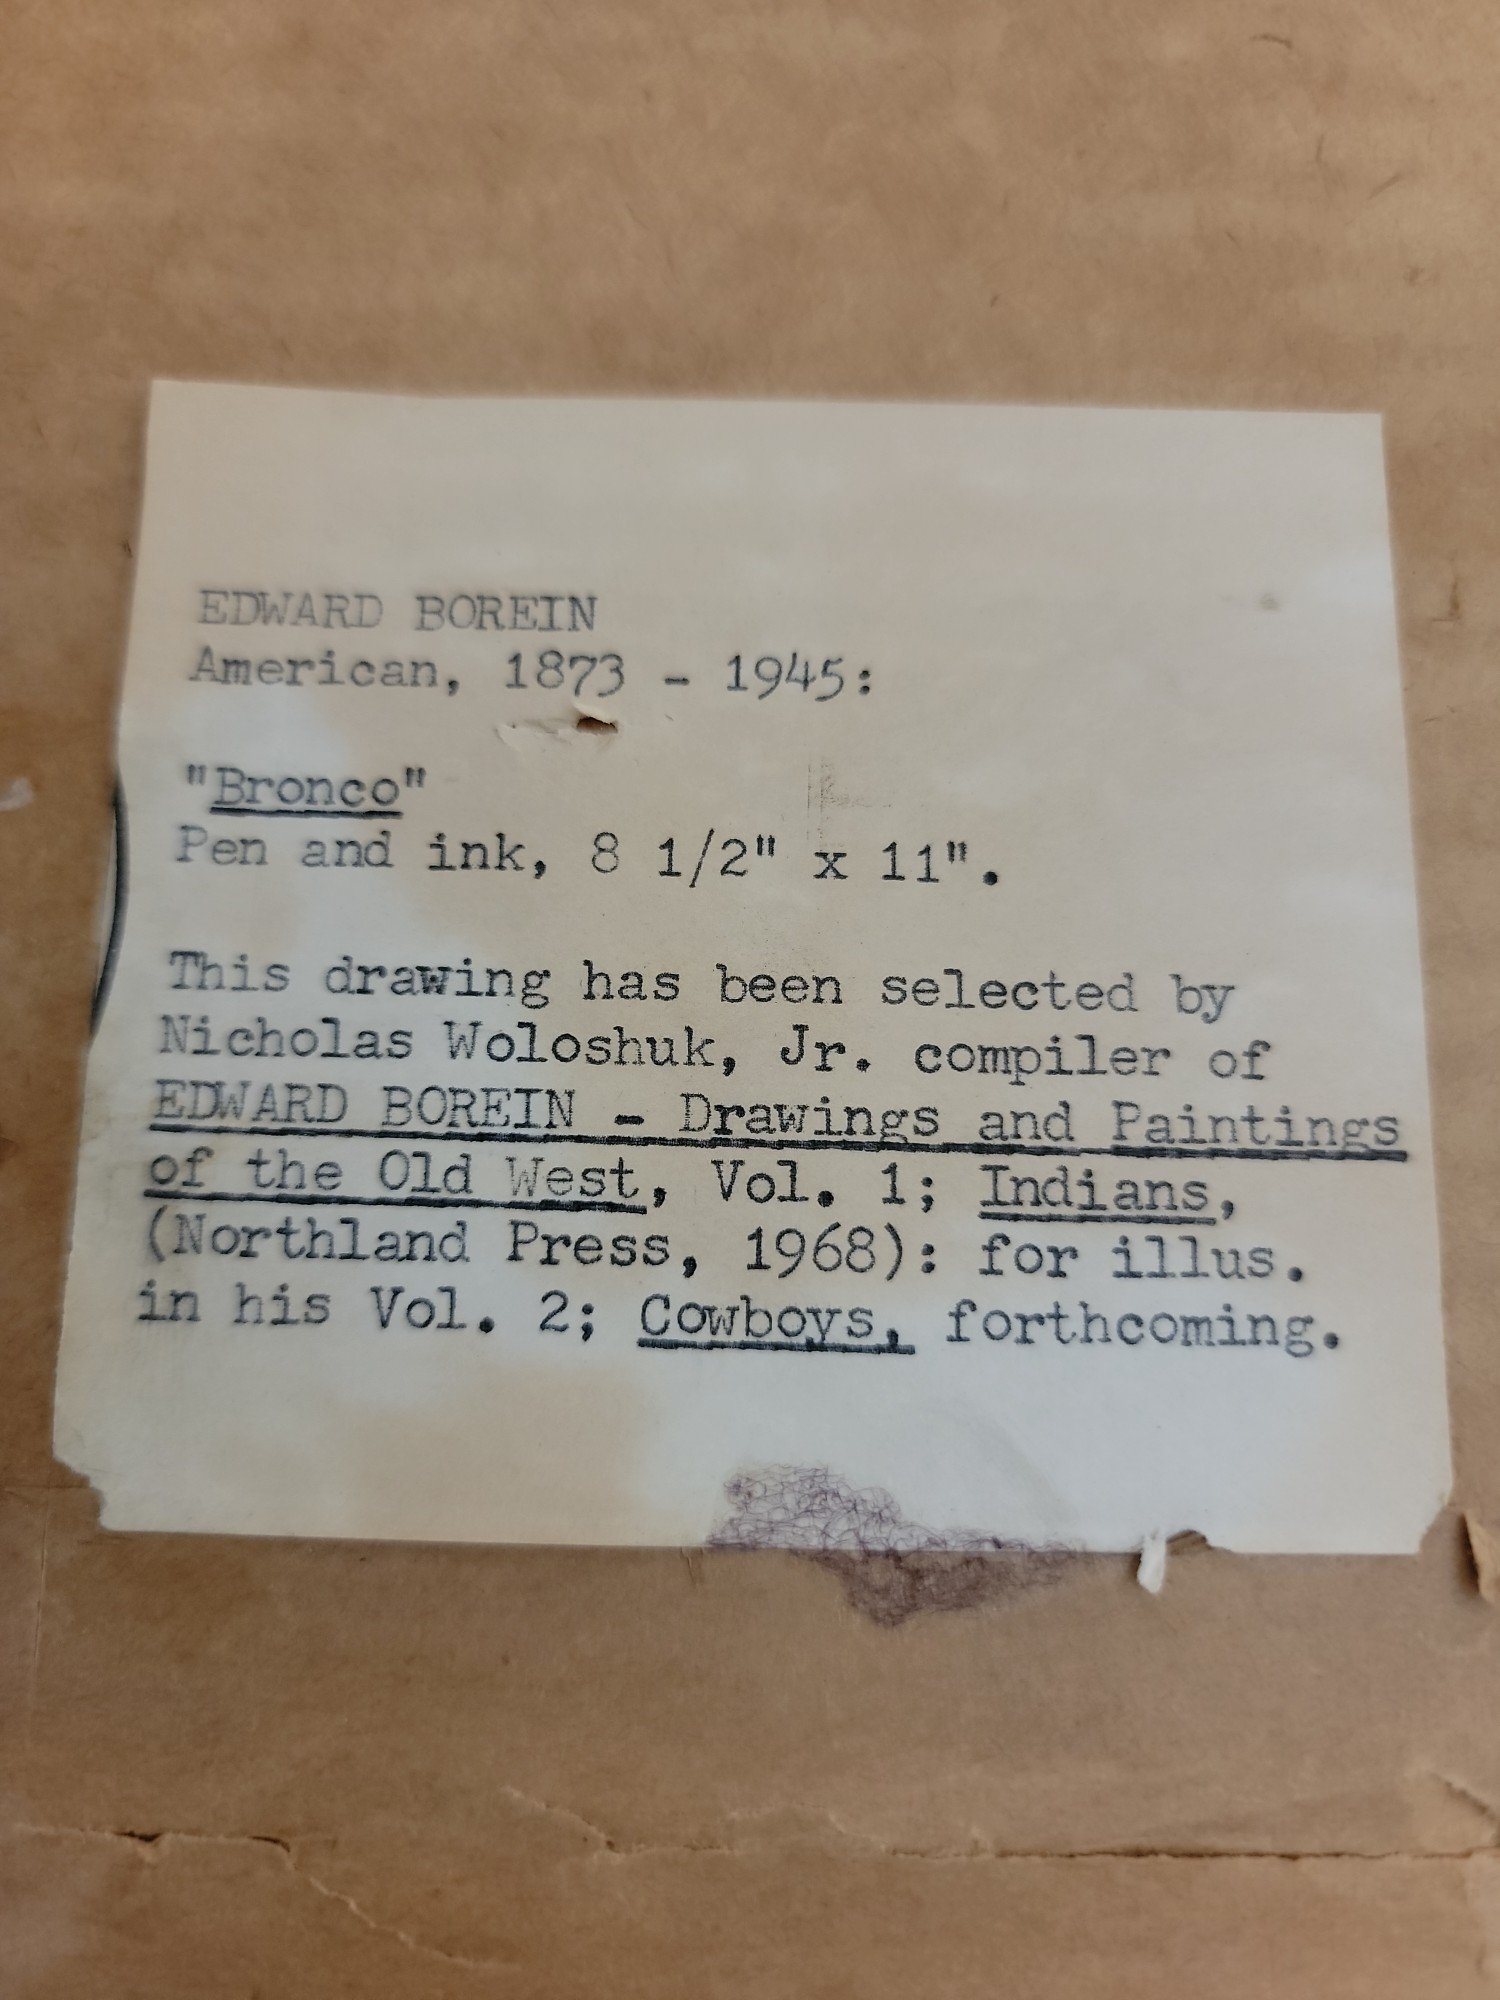 EDWARD BOREIN
American, 1873 - 1945:
"Bronco"
Pen and ink, 8 1/2" x 11".
This drawing has been selected by
Nicholas Woloshuk, Jr. compiler of
EDWARD BOREIN - Drawings and Paintings
of the Old West, Vol. 1; Indians,
(Northland Press, 1968): for illus.
in his Vol. 2; Cowboys, forthcoming.